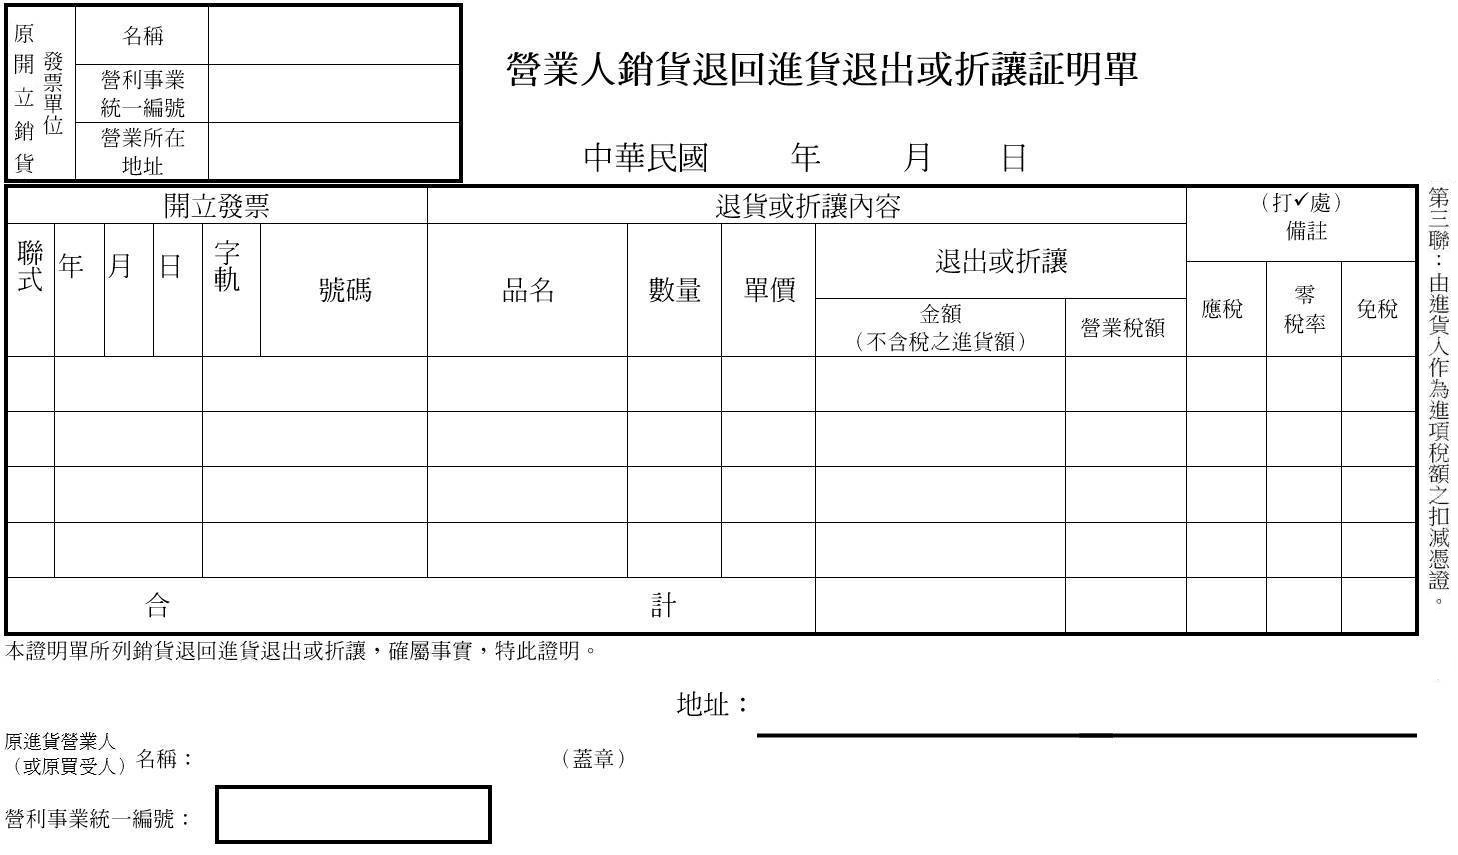 原開立銷貨
發票單位
名稱
營利事業
統一編號
營業所在
地址
營業人銷貨退回進貨退出或折讓証明單
中華民國 年 月 日
開立發票
退貨或折讓內容
（打✓處）
備註
聯式
年
月
日
字軌
號碼
品名
數量
單價
退出或折讓
金額
（不含稅之進貨額）
營業稅額
應稅
零
稅率
免稅
合 計
第三聯：由進貨人作為進項稅額之扣減憑證。
本證明單所列銷貨退回進貨退出或折讓，確屬事實，特此證明。
地址：
原進貨營業人
（或原買受人）名稱：
（蓋章）
營利事業統一編號：